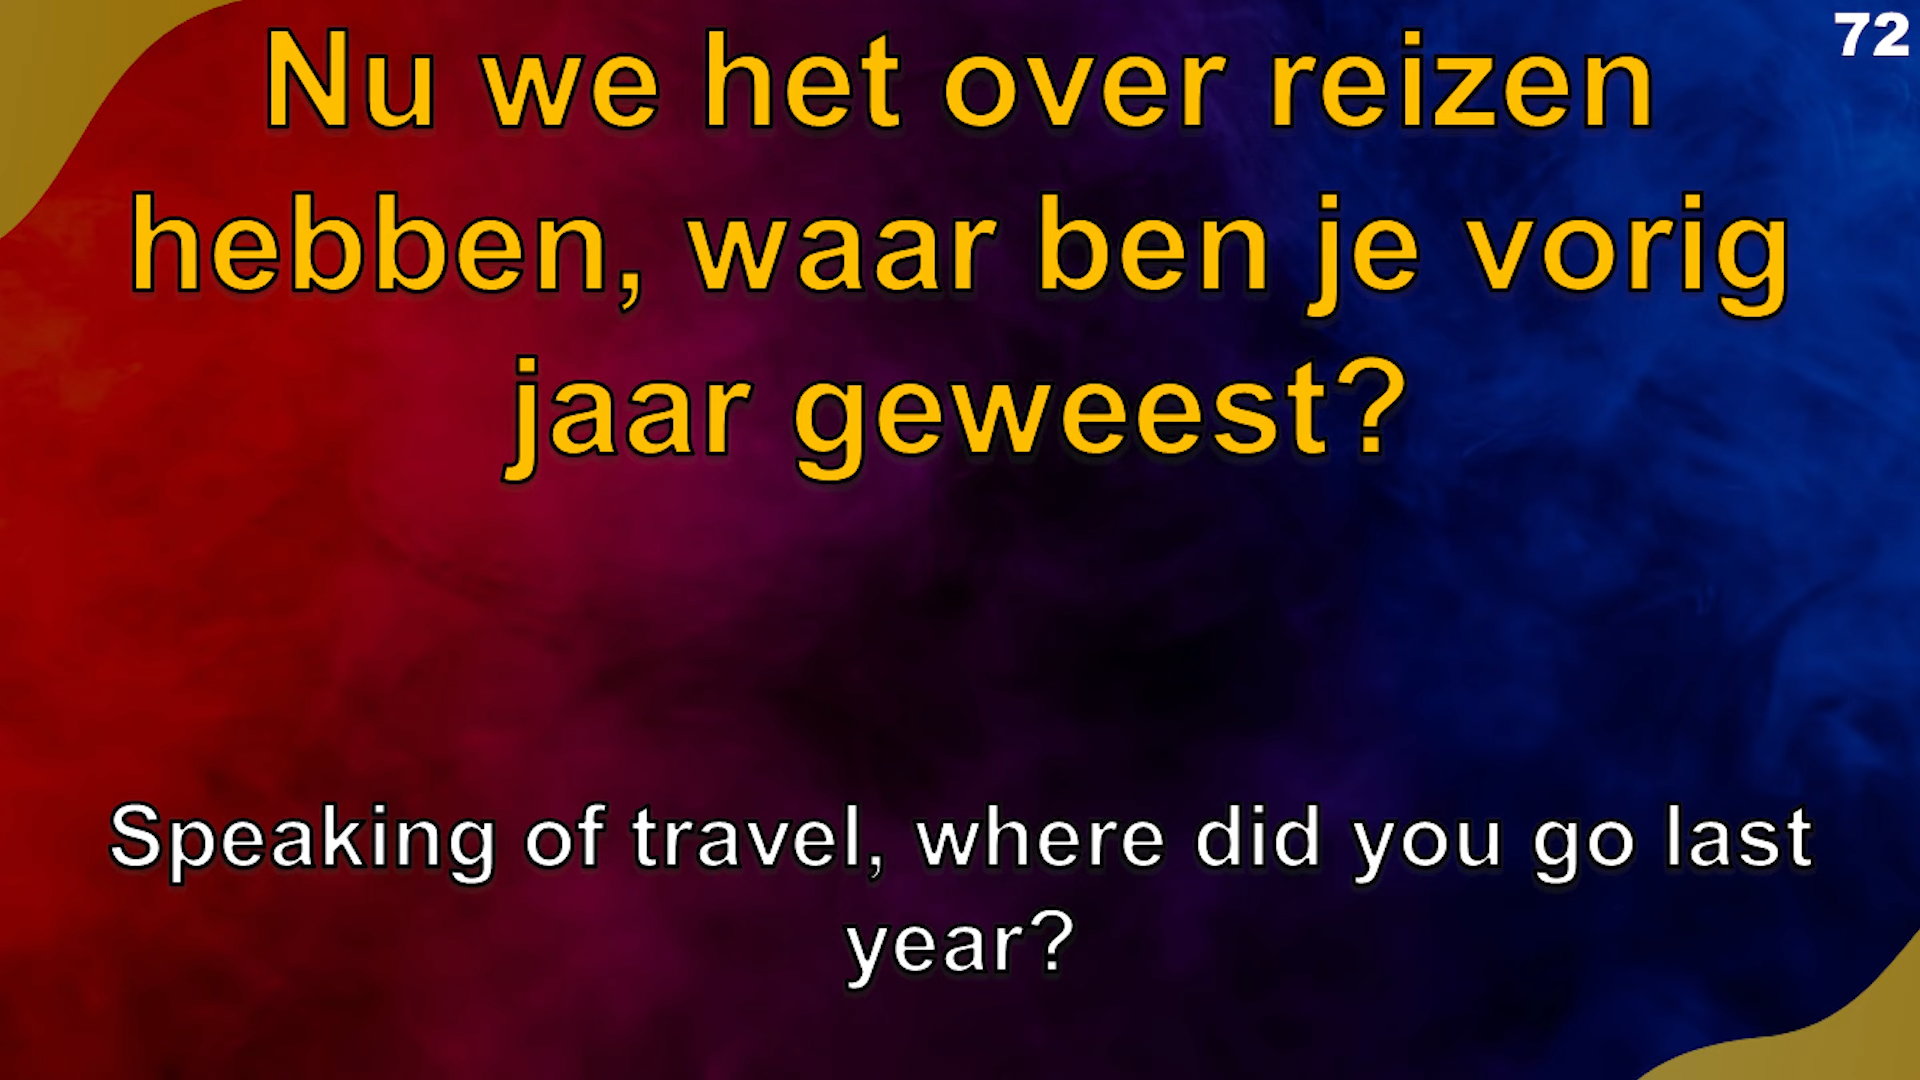 72
Nu we het over reizen
hebben, waar ben je vorig
jaar geweest?
Speaking of travel, where did you go last
year?